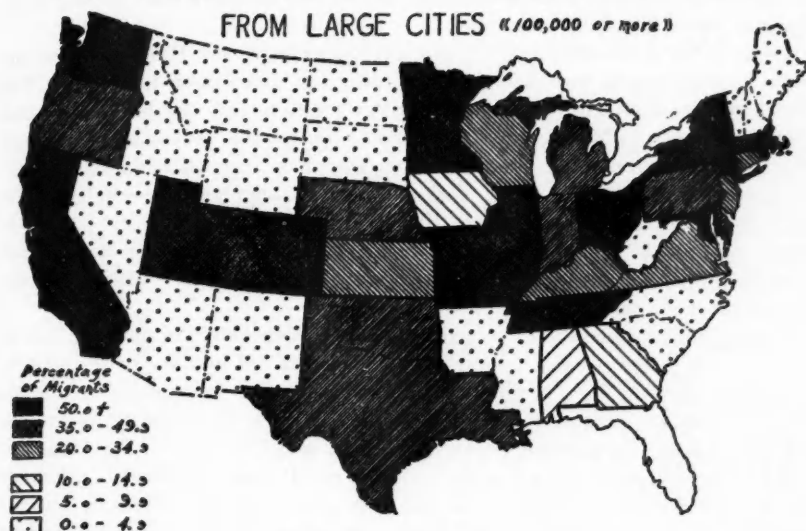 FROM LARGE CITIES «100,000 or more»
Percentage
of Migrants
50.0+
35.0-49.9
20.0-34.9
10.0-14.9
5.0-9.9
0.0-4.9